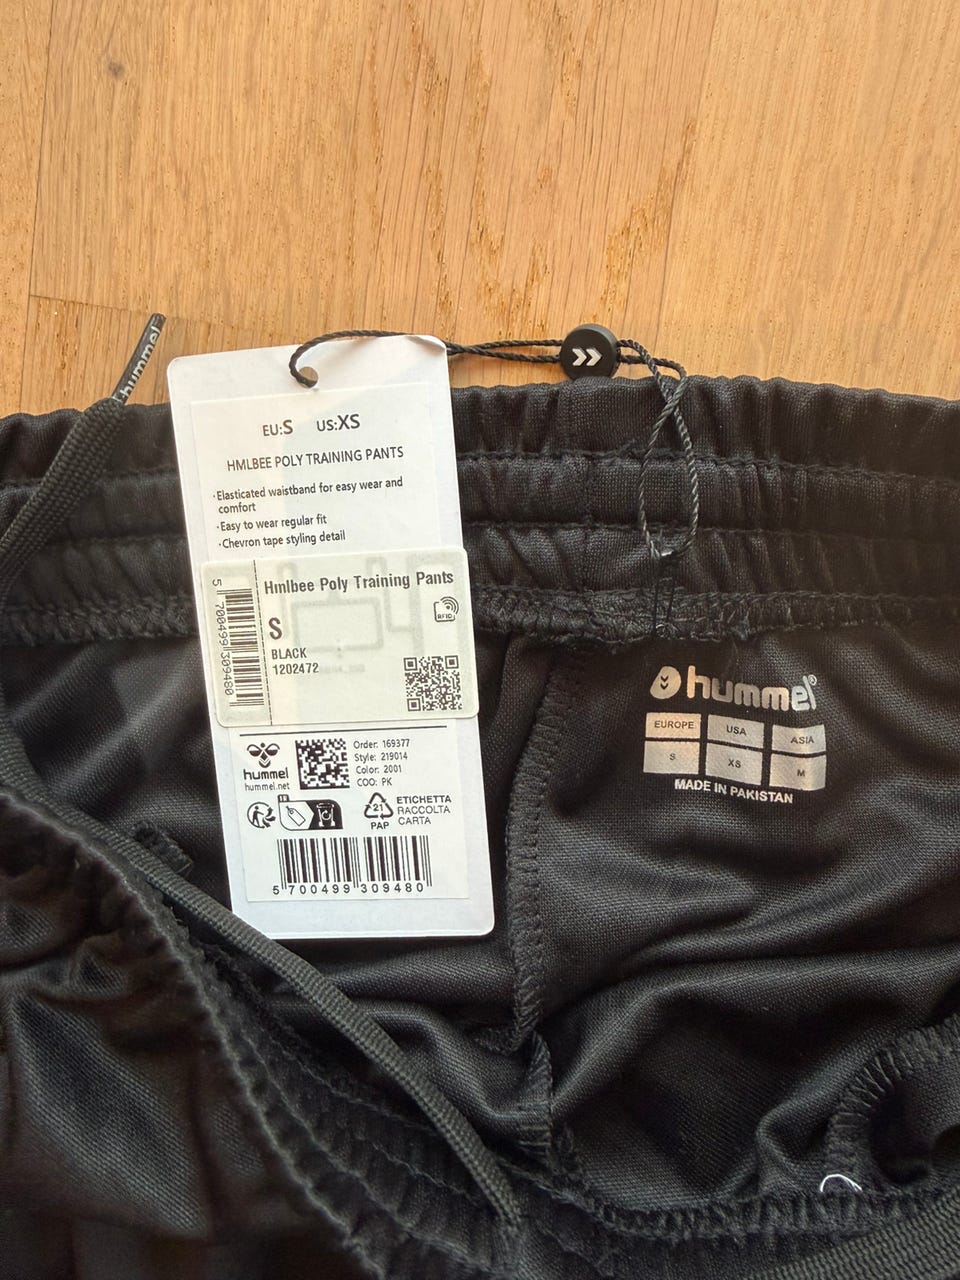 hummel
EU:S US:XS
HMLBEE POLY TRAINING PANTS
·Elasticated waistband for easy wear and
comfort
·Easy to wear regular fit
·Chevron tape styling detail
Hmlbee Poly Training Pants
5 700499 309480
RFID
S
BLACK
1202472
hummel
hummel.net
Order: 169377
Style: 219014
Color: 2001
COO: PK
21
PAP
ETICHETTA
RACCOLTA
CARTA
5 700499 309480
hummel®
EUROPE USA ASIA
S XS M
MADE IN PAKISTAN